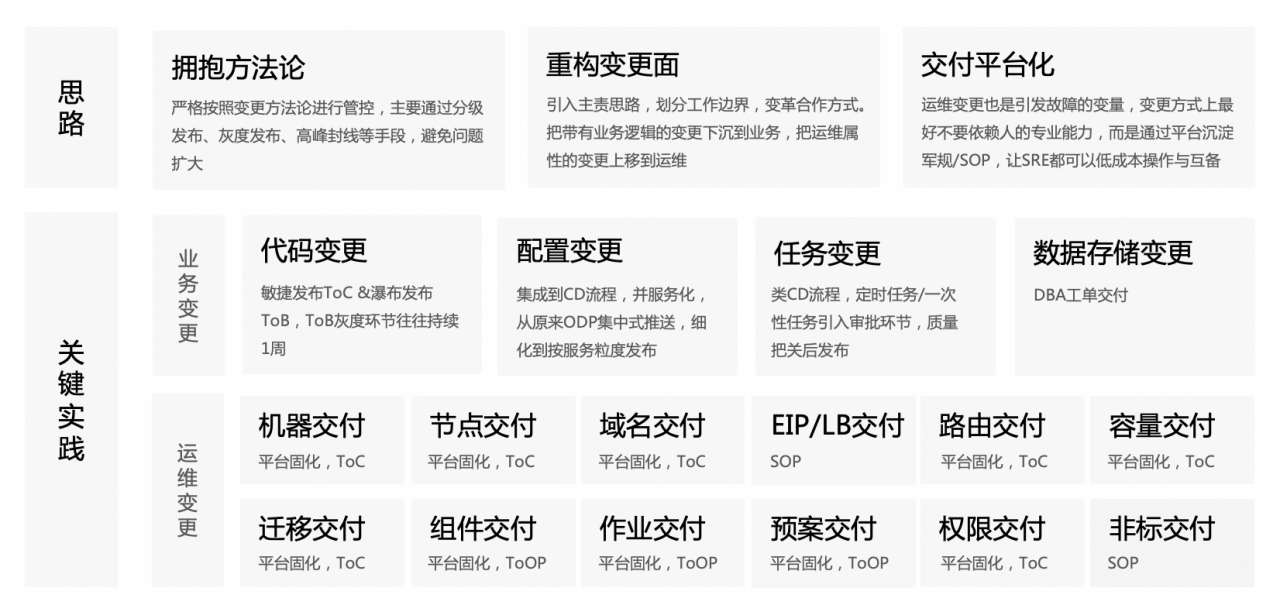 思路
拥抱方法论
严格按照变更方法论进行管控，主要通过分级
发布、灰度发布、高峰封线等手段，避免问题
扩大
重构变更面
引入主责思路，划分工作边界，变革合作方式。
把带有业务逻辑的变更下沉到业务，把运维属
性的变更上移到运维
交付平台化
运维变更也是引发故障的变量，变更方式上最
好不要依赖人的专业能力，而是通过平台沉淀
军规/SOP，让SRE都可以低成本操作与互备
关键实践
业务变更
代码变更
敏捷发布ToC &瀑布发布
ToB，ToB灰度环节往往持续
1周
配置变更
集成到CD流程，并服务化，
从原来ODP集中式推送，细
化到按服务粒度发布
任务变更
类CD流程，定时任务/一次
性任务引入审批环节，质量
把关后发布
数据存储变更
DBA工单交付
运维变更
机器交付
平台固化，ToC
节点交付
平台固化，ToC
域名交付
平台固化，ToC
EIP/LB交付
SOP
路由交付
平台固化，ToC
容量交付
平台固化，ToC
迁移交付
平台固化，ToC
组件交付
平台固化，ToOP
作业交付
平台固化，ToOP
预案交付
平台固化，ToOP
权限交付
平台固化，ToC
非标交付
SOP